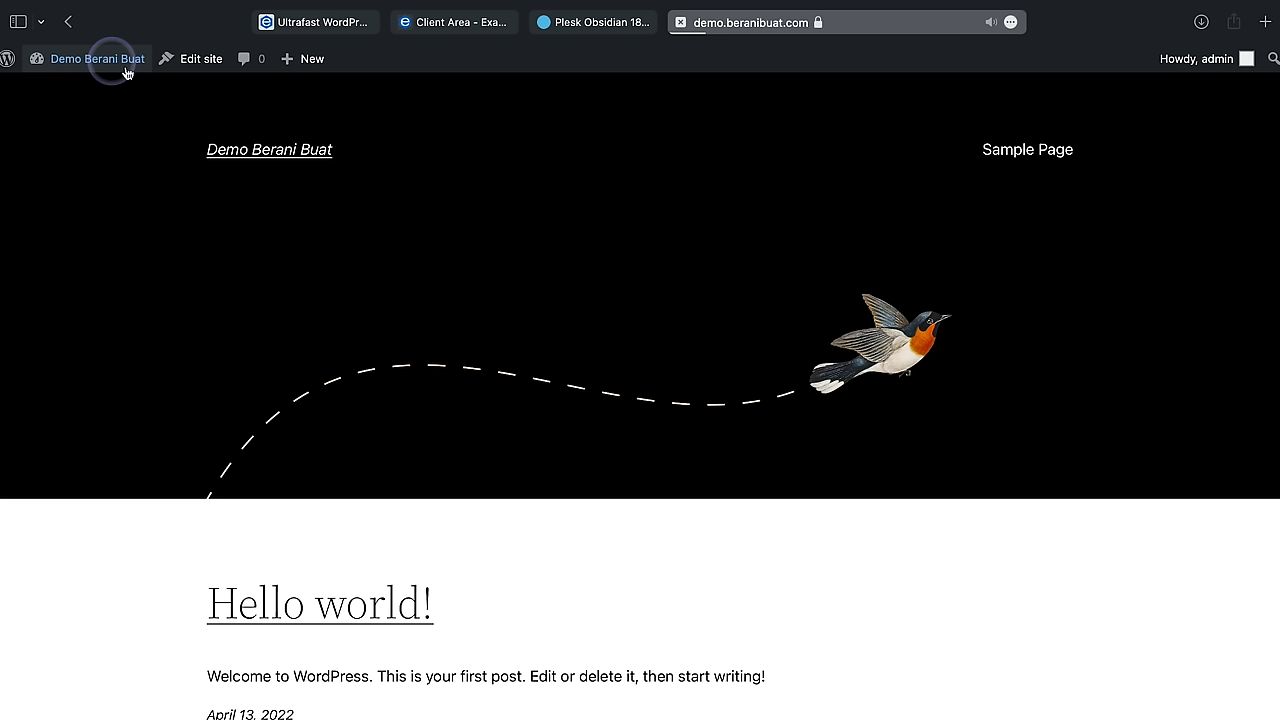 Ultrafast WordPr...
Client Area - Exa...
Plesk Obsidian 18...
demo.beranibuat.com
Demo Berani Buat
Edit site
0
New
Howdy, admin
Demo Berani Buat
Sample Page
Hello world!
Welcome to WordPress. This is your first post. Edit or delete it, then start writing!
April 13, 2022